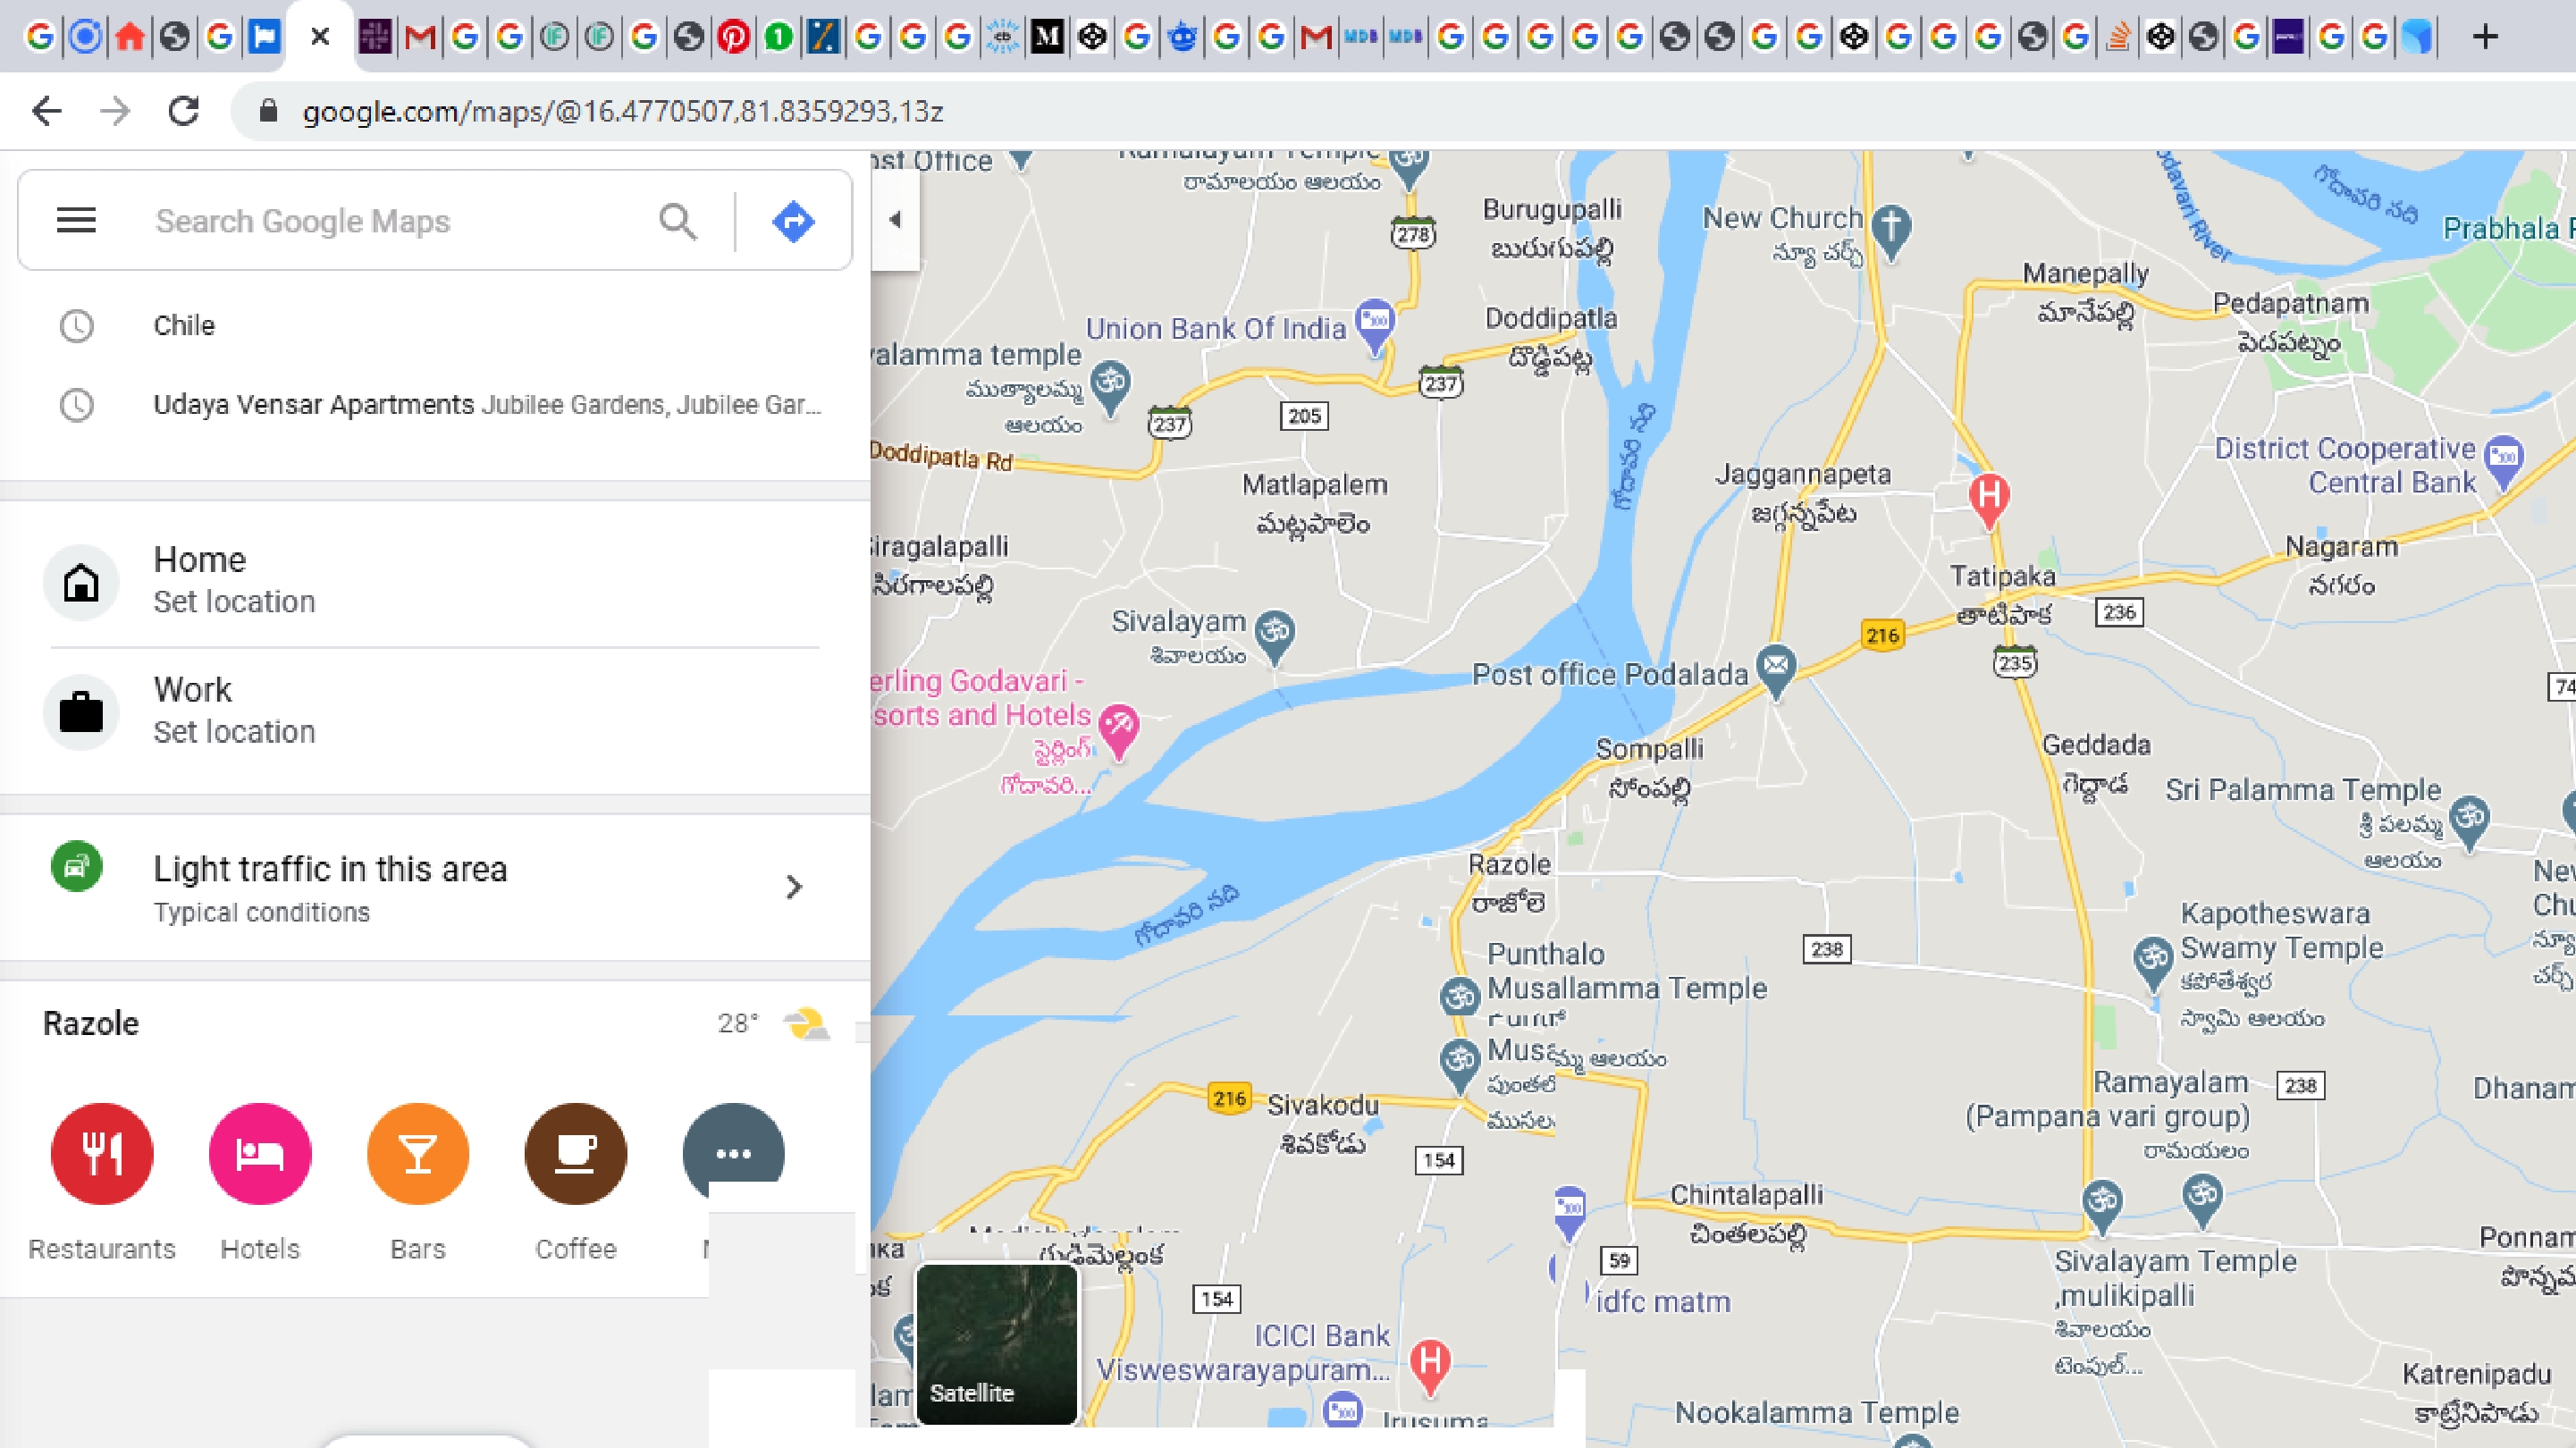 google.com/maps/@16.4770507,81.8359293,13z
Search Google Maps
Chile
Udaya Vensar Apartments Jubilee Gardens, Jubilee Gar...
Home
Set location
Work
Set location
Light traffic in this area
Typical conditions
Razole
28°
Restaurants
Hotels
Bars
Coffee
ost Office
రామాలయం ఆలయం
278
Burugupalli
బురుగుపల్లి
New Church
న్యూ చర్చ్
odavari River
గోదావరి నది
Prabhala
Manepally
మానేపల్లి
Pedapatnam
పెదపట్నం
Union Bank Of India
Doddipatla
దొడ్డిపట్ల
valamma temple
ముత్యాలమ్మ
ఆలయం
237
237
205
Doddipatla Rd
గోదావరి నది
Matlapalem
మట్లపాలెం
Jaggannapeta
జగ్గన్నపేట
District Cooperative
Central Bank
Siragalapalli
సిరగాలపల్లి
Nagaram
నగరం
Tatipaka
తాటిపాక
236
216
235
Sivalayam
శివాలయం
Post office Podalada
74
erling Godavari -
sorts and Hotels
స్టెర్లింగ్
గోదావరి...
Sompalli
సోంపల్లి
Geddada
గెద్దాడ
Sri Palamma Temple
శ్రీ పలమ్మ
ఆలయం
Razole
రాజోలె
గోదావరి నది
New
Chu
న్యూ
చర్చ్
238
Kapotheswara
Swamy Temple
కపోతేశ్వర
స్వామి ఆలయం
Punthalo
Musallamma Temple
Musa
మ్మ ఆలయం
పుంతలో
ముసల
216
Sivakodu
శివకోడు
154
Ramayalam
(Pampana vari group)
రామయలం
238
Dhanam
Chintalapalli
చింతలపల్లి
గుడిమెల్లంక
59
idfc matm
Sivalayam Temple
,mulikipalli
శివాలయం
టెంపుల్...
Ponnam
పొన్నమ
154
ICICI Bank
Visweswarayapuram...
Satellite
Irusuma
Nookalamma Temple
Katrenipadu
కాట్రేనిపాడు